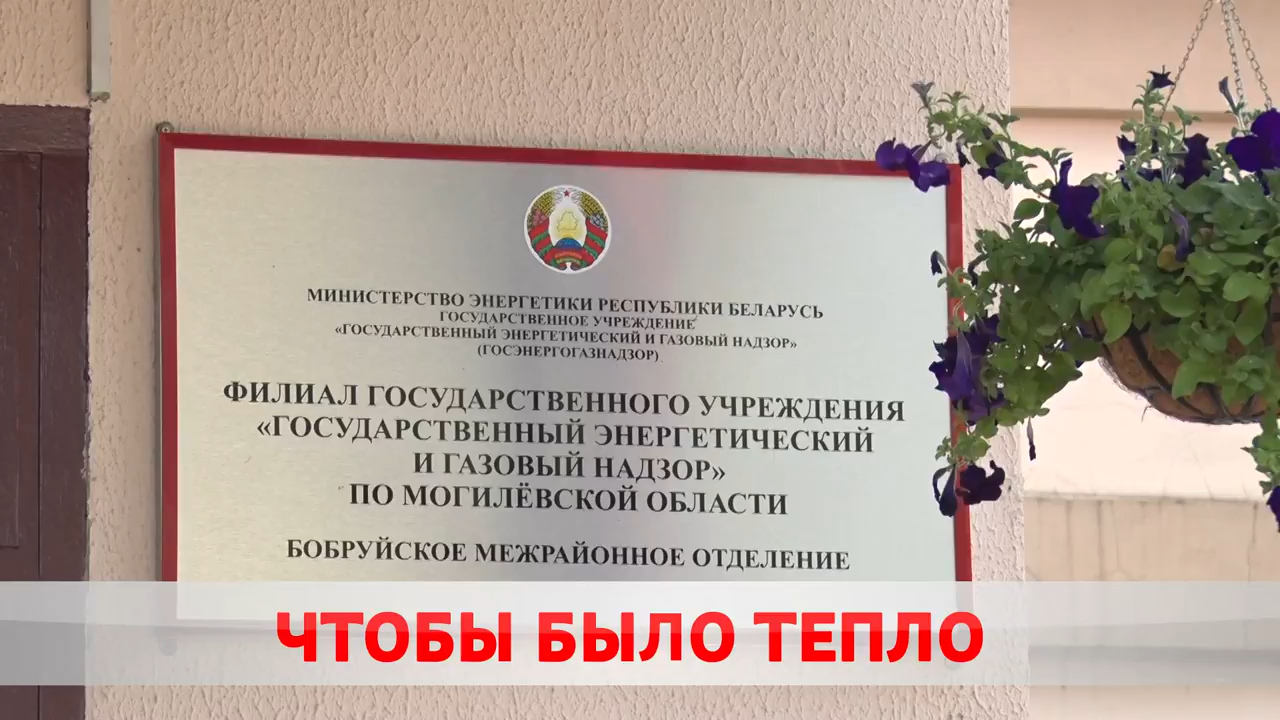 МИНИСТЕРСТВО ЭНЕРГЕТИКИ РЕСПУБЛИКИ БЕЛАРУСЬ
ГОСУДАРСТВЕННОЕ УЧРЕЖДЕНИЕ
«ГОСУДАРСТВЕННЫЙ ЭНЕРГЕТИЧЕСКИЙ И ГАЗОВЫЙ НАДЗОР»
(ГОСЭНЕРГОГАЗНАДЗОР)
ФИЛИАЛ ГОСУДАРСТВЕННОГО УЧРЕЖДЕНИЯ
«ГОСУДАРСТВЕННЫЙ ЭНЕРГЕТИЧЕСКИЙ
И ГАЗОВЫЙ НАДЗОР»
ПО МОГИЛЁВСКОЙ ОБЛАСТИ
БОБРУЙСКОЕ МЕЖРАЙОННОЕ ОТДЕЛЕНИЕ
ЧТОБЫ БЫЛО ТЕПЛО